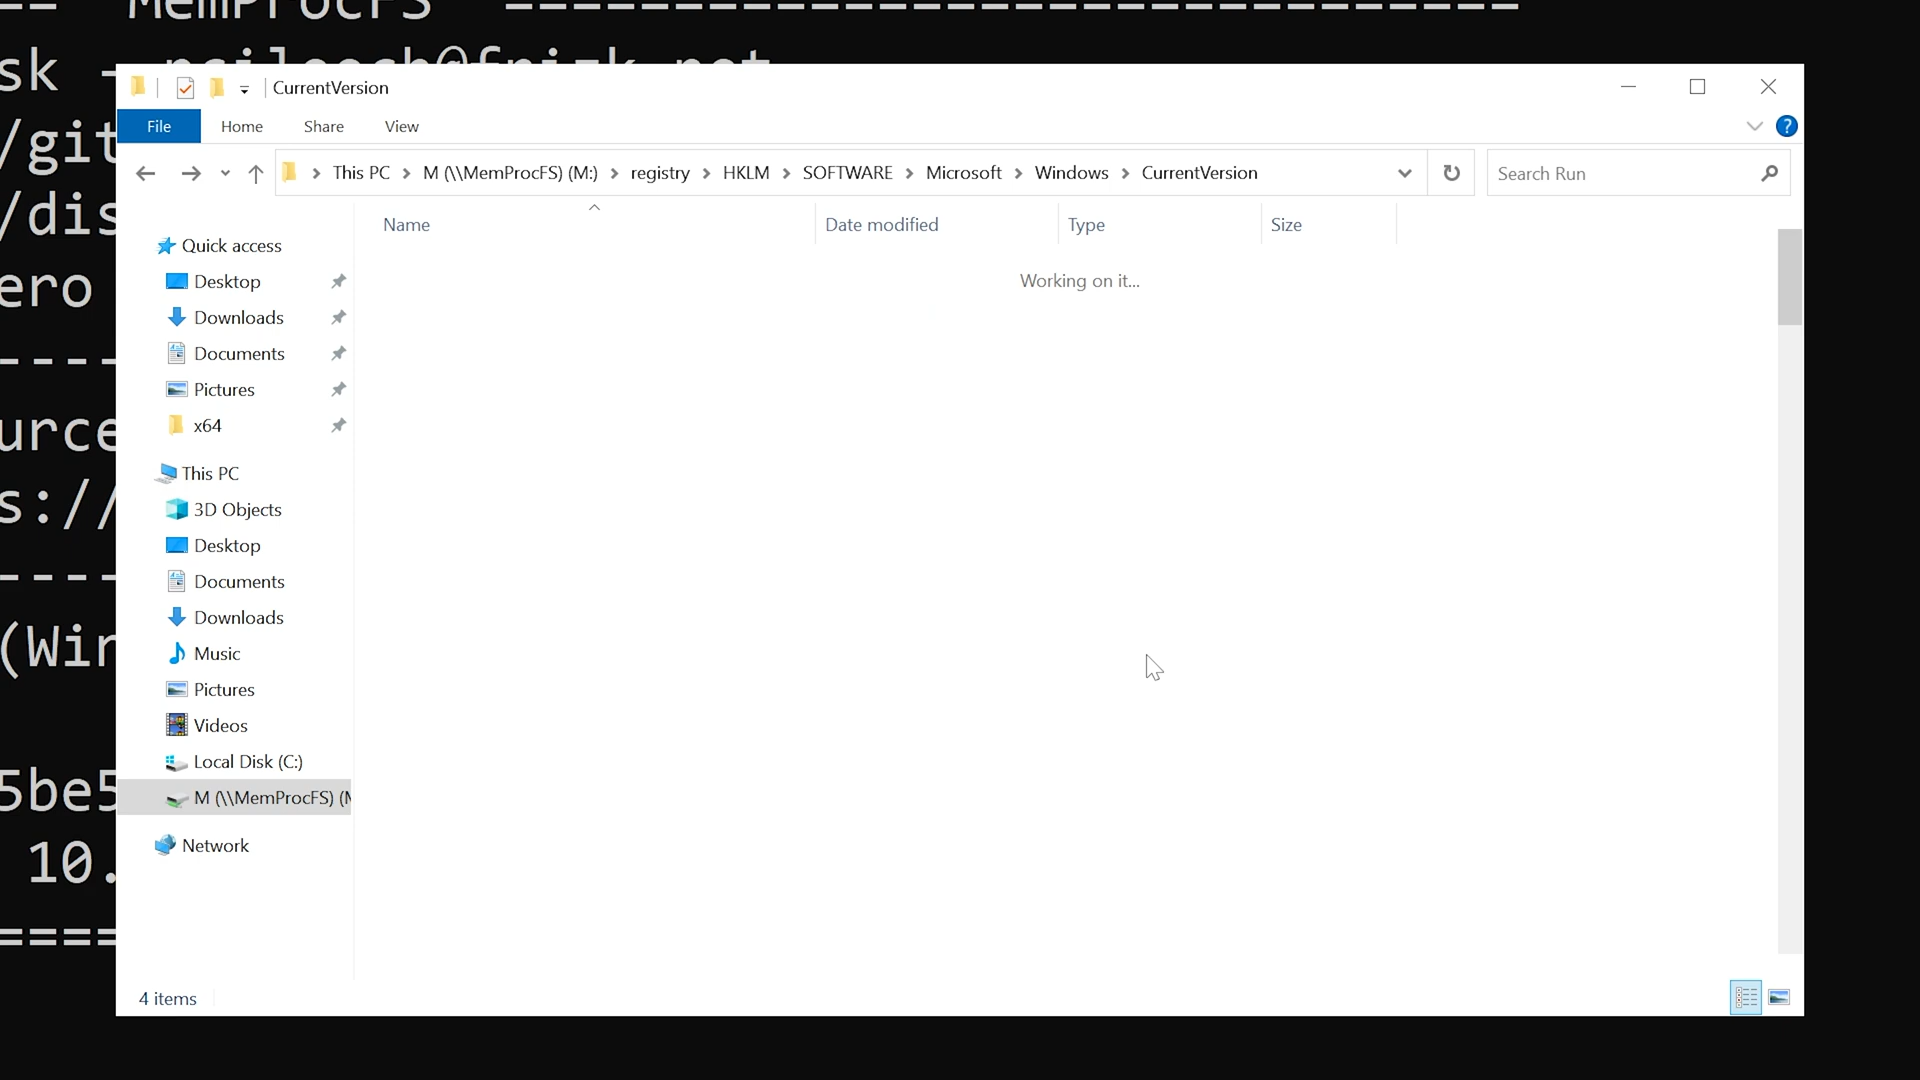 == MemProcFS ===============================
sk -
/git
/dis
ero
----
urce
s://
----
(Win
5be5
10.
====
CurrentVersion
File Home Share View
This PC > M (\\MemProcFS) (M:) > registry > HKLM > SOFTWARE > Microsoft > Windows > CurrentVersion
Search Run
Name Date modified Type Size
Working on it...
Quick access
Desktop
Downloads
Documents
Pictures
x64
This PC
3D Objects
Desktop
Documents
Downloads
Music
Pictures
Videos
Local Disk (C:)
M (\\MemProcFS) (M
Network
4 items